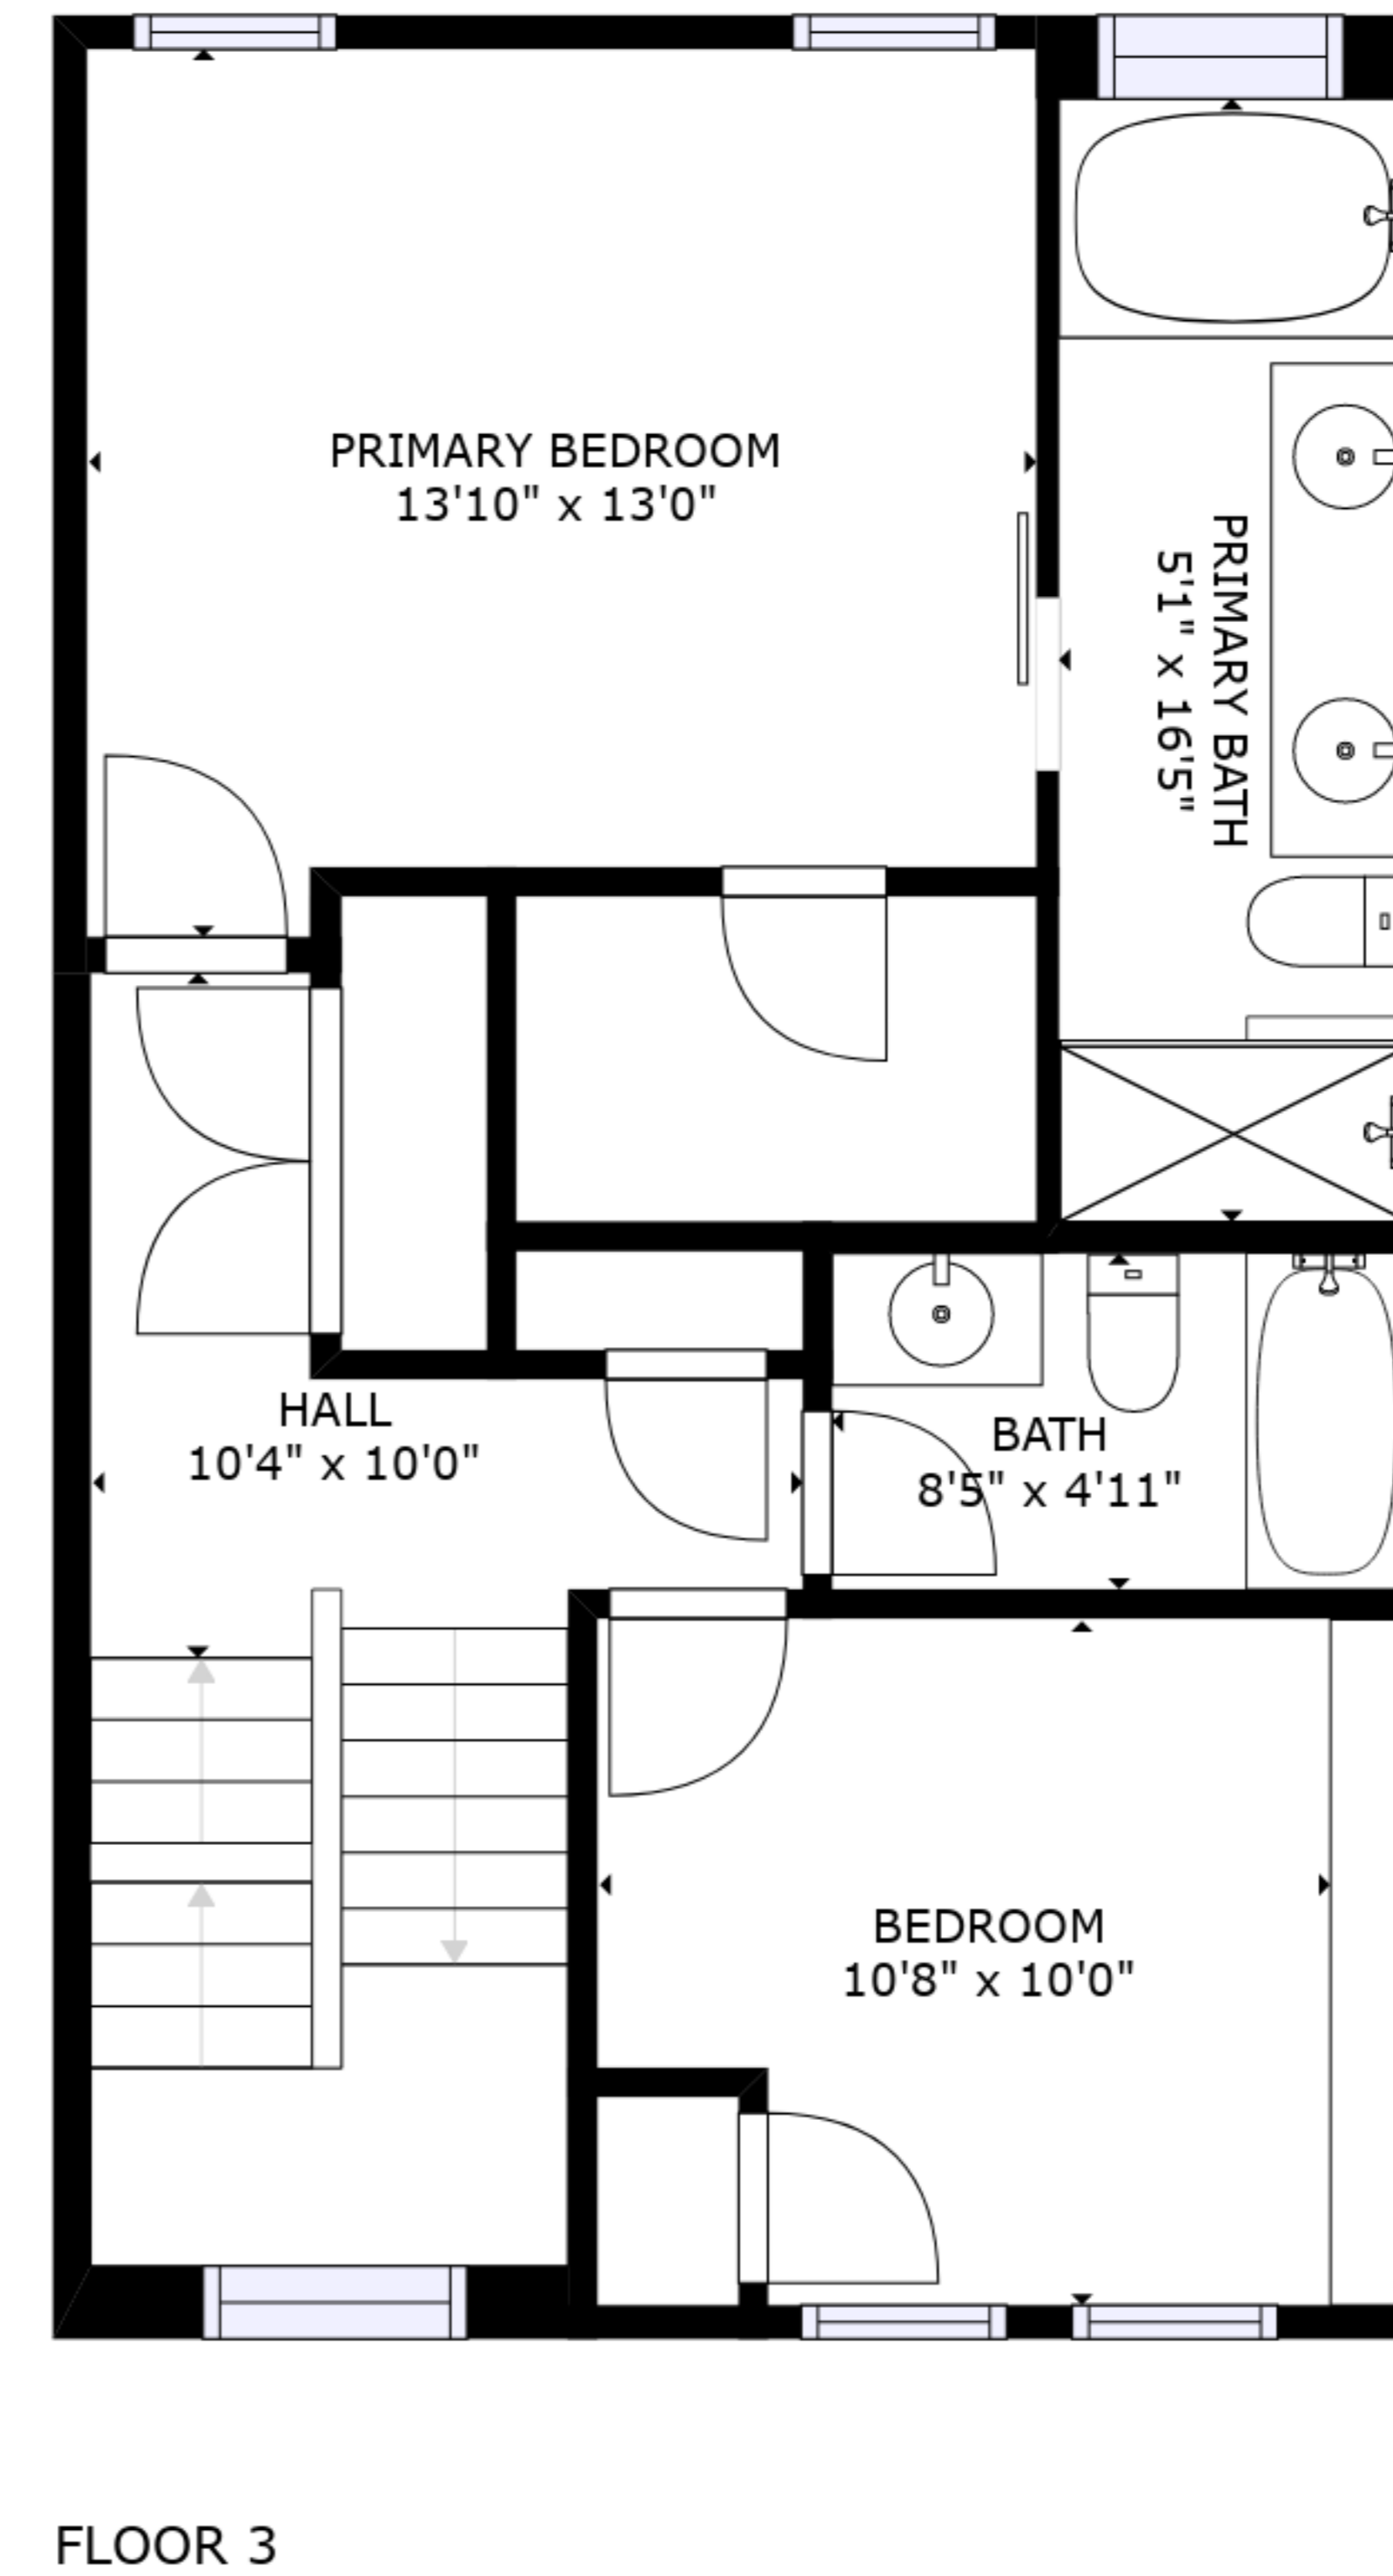 PRIMARY BEDROOM
13'10" x 13'0"
PRIMARY BATH
5'1" x 16'5"
HALL
10'4" x 10'0"
BATH
8'5" x 4'11"
BEDROOM
10'8" x 10'0"
FLOOR 3